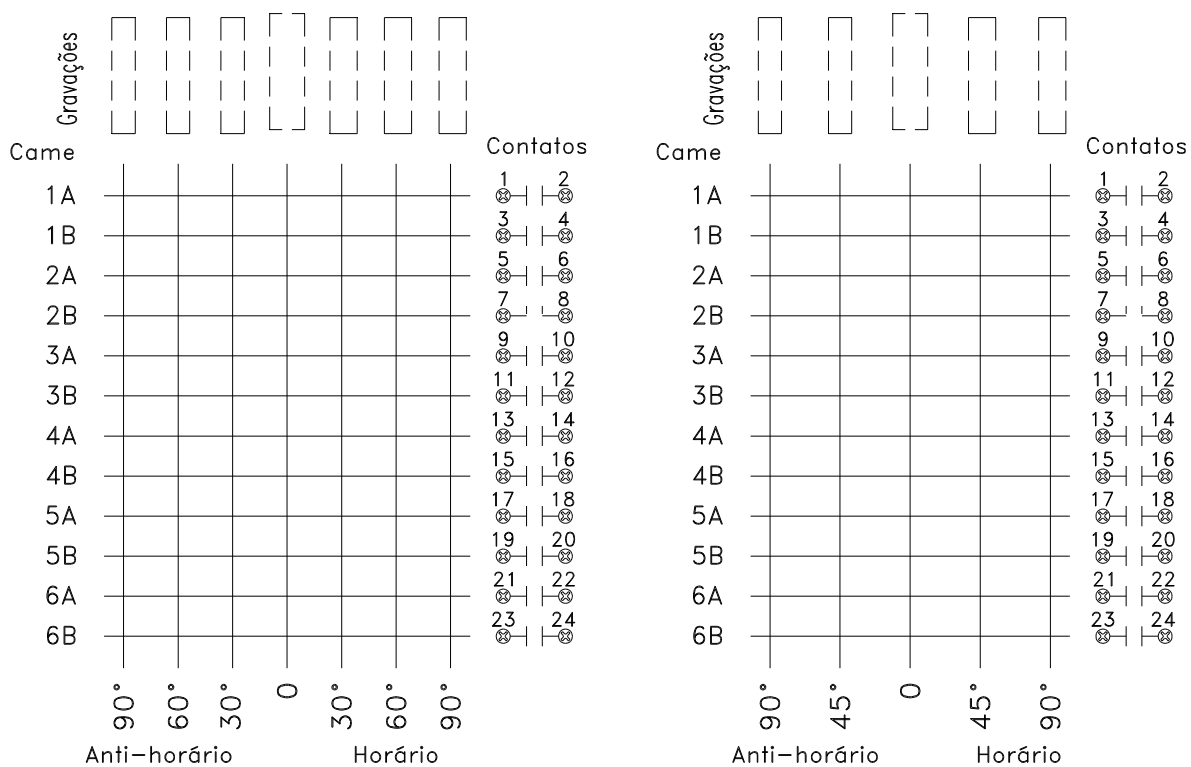 Gravações
Came Contatos
1 2
1A
3 4
1B
5 6
2A
7 8
2B
9 10
3A
11 12
3B
13 14
4A
15 16
4B
17 18
5A
19 20
5B
21 22
6A
23 24
6B
90° 60° 30° 0 30° 60° 90°
Anti-horário Horário
Gravações
Came Contatos
1 2
1A
3 4
1B
5 6
2A
7 8
2B
9 10
3A
11 12
3B
13 14
4A
15 16
4B
17 18
5A
19 20
5B
21 22
6A
23 24
6B
90° 45° 0 45° 90°
Anti-horário Horário